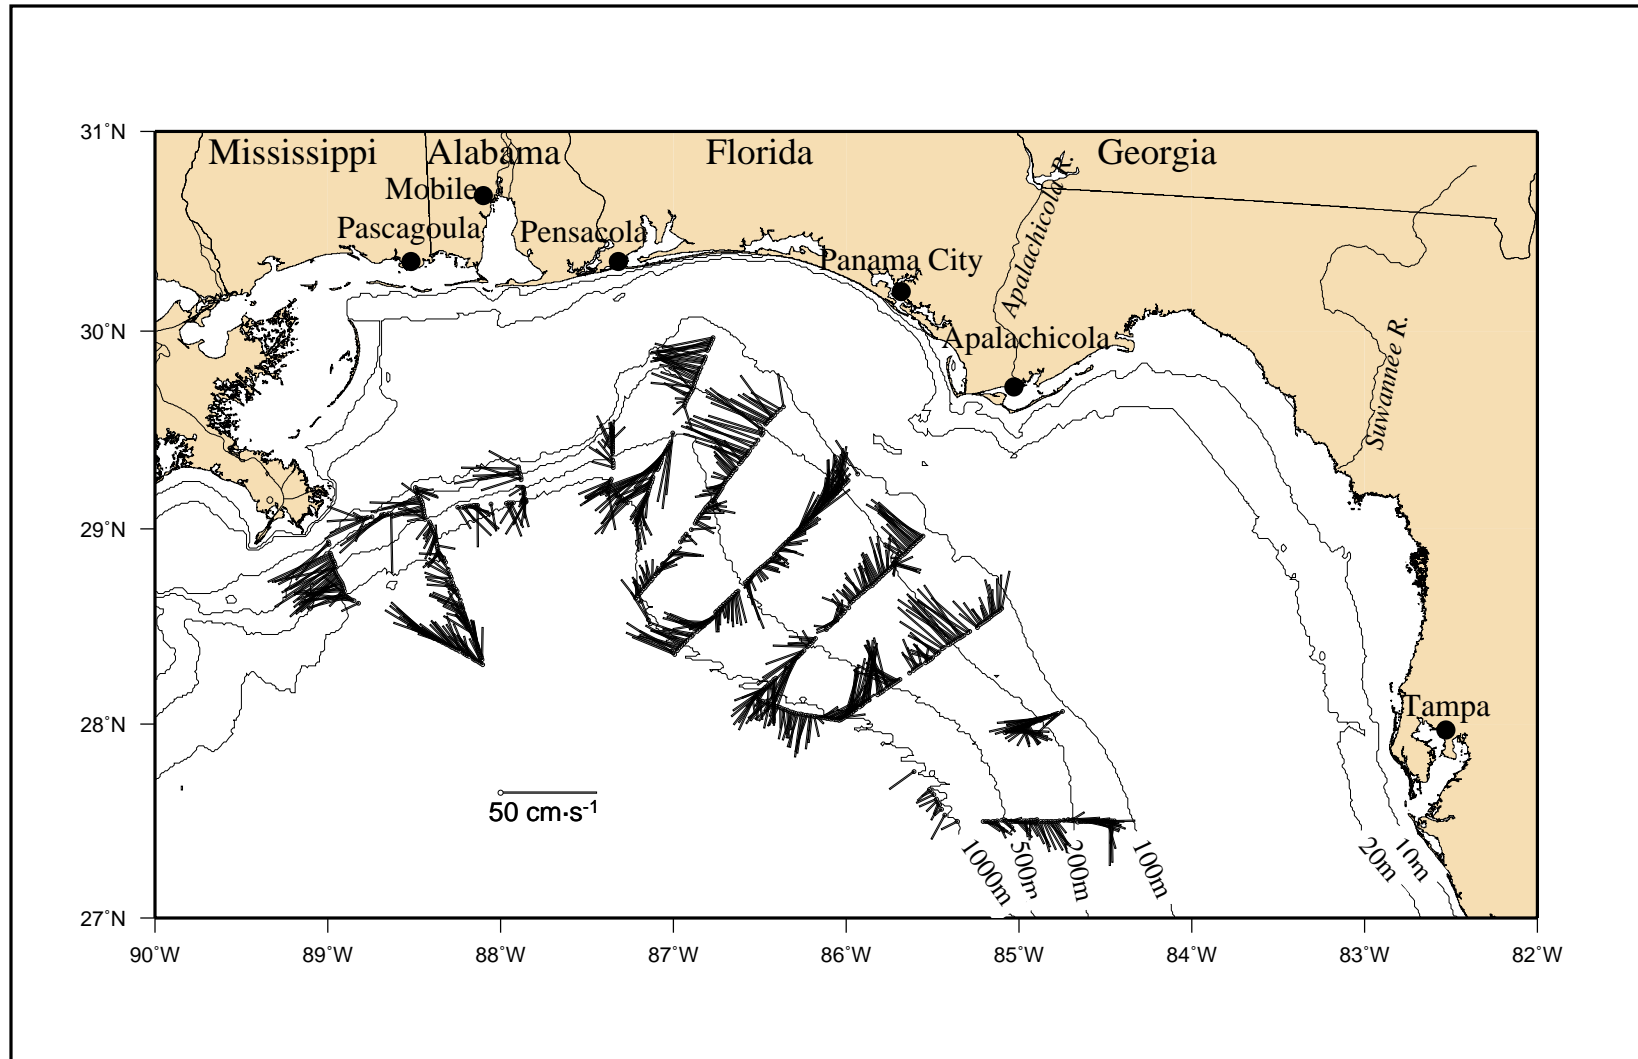 31°N
Mississippi Alabama Florida Georgia
Mobile
Apalachicola R.
Pascagoula Pensacola
Panama City
30°N
Apalachicola
Suwannee R.
29°N
28°N
Tampa
50 cm·s-1
1000m 500m 200m 100m 20m 10m
27°N
90°W 89°W 88°W 87°W 86°W 85°W 84°W 83°W 82°W